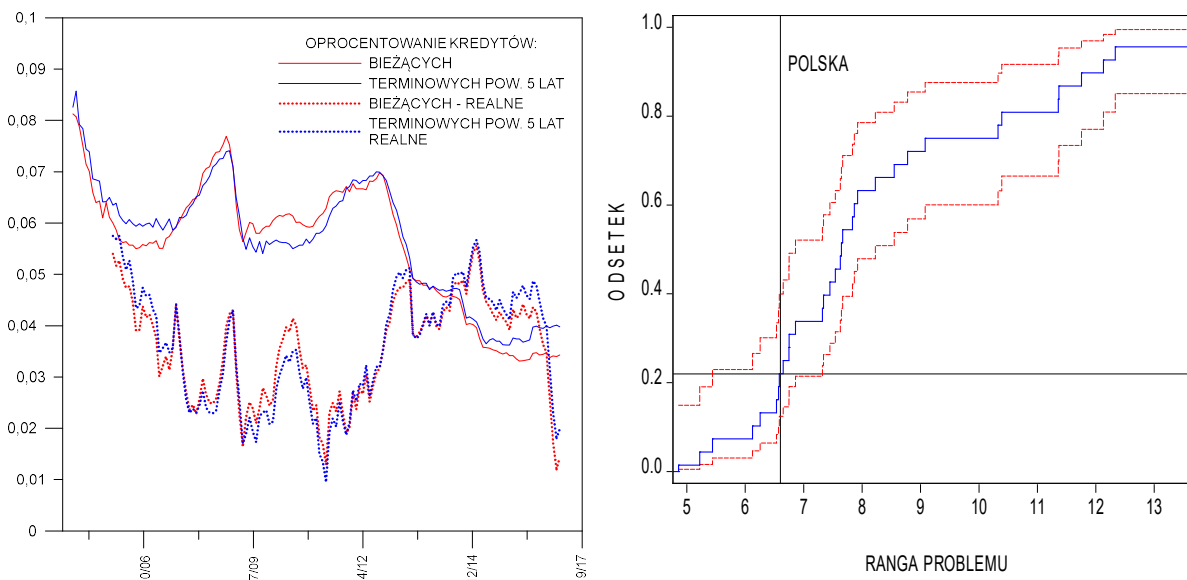 0,1
0,09
0,08
0,07
0,06
0,05
0,04
0,03
0,02
0,01
0
OPROCENTOWANIE KREDYTÓW:
BIEŻĄCYCH
TERMINOWYCH POW. 5 LAT
BIEŻĄCYCH - REALNE
TERMINOWYCH POW. 5 LAT
REALNE
0/06
7/09
4/12
2/14
9/17
1.0
0.8
0.6
0.4
0.2
0.0
ODSETEK
POLSKA
5 6 7 8 9 10 11 12 13
RANGA PROBLEMU